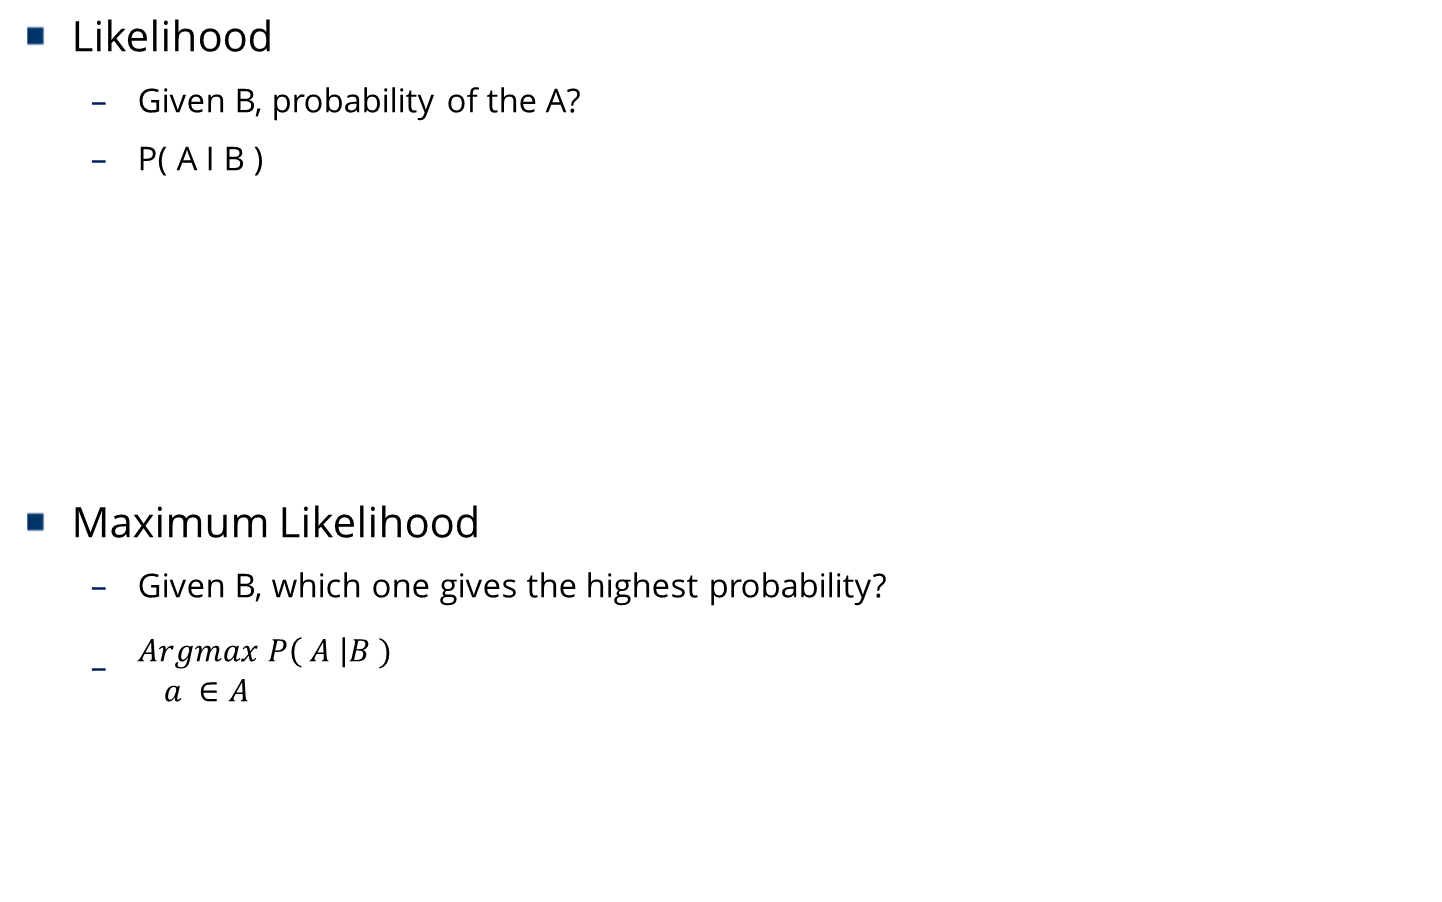 Likelihood
– Given B, probability of the A?
– P( A I B )
Maximum Likelihood
– Given B, which one gives the highest probability?
– Argmax P( A |B )
a ∈ A